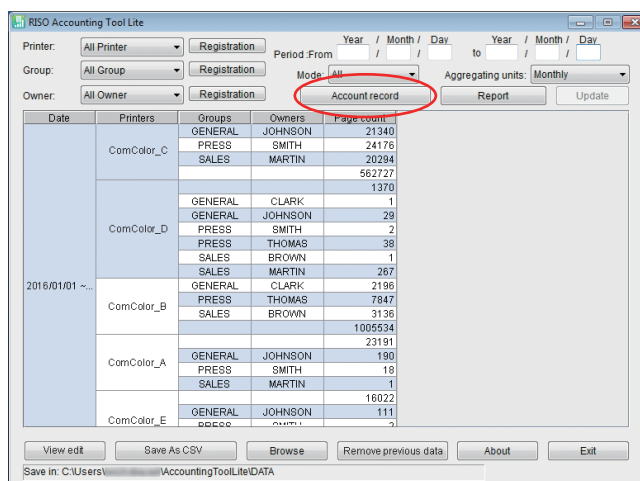 RISO Accounting Tool Lite
Printer: All Printer Registration Period :From Year / Month / Day / / to Year / Month / Day / /
Group: All Group Registration Mode: All Aggregating units: Monthly
Owner: All Owner Registration Account record Report Update
Date Printers Groups Owners Page count
ComColor_C GENERAL JOHNSON 21340
PRESS SMITH 24176
SALES MARTIN 20294
562727
1370
GENERAL CLARK 1
GENERAL JOHNSON 29
ComColor_D PRESS SMITH 2
PRESS THOMAS 38
SALES BROWN 1
SALES MARTIN 267
2016/01/01 ~... GENERAL CLARK 2196
ComColor_B PRESS THOMAS 7847
SALES BROWN 3136
1005534
23191
ComColor_A GENERAL JOHNSON 190
PRESS SMITH 18
SALES MARTIN 1
16022
ComColor_E GENERAL JOHNSON 111
PRESS SMITH 2
View edit Save As CSV Browse Remove previous data About Exit
Save in: C:\Users\ \AccountingToolLite\DATA